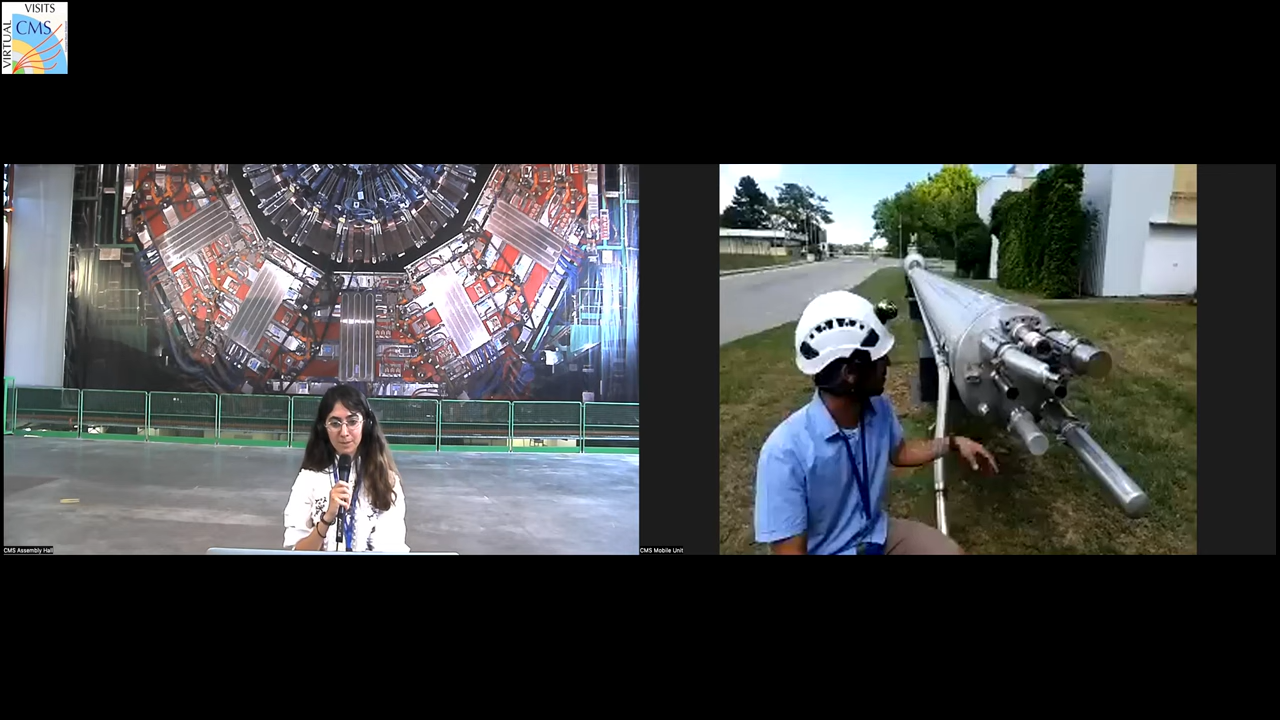 VISITS
CMS
VIRTUAL
CMS Assembly Hall
CMS Mobile Unit